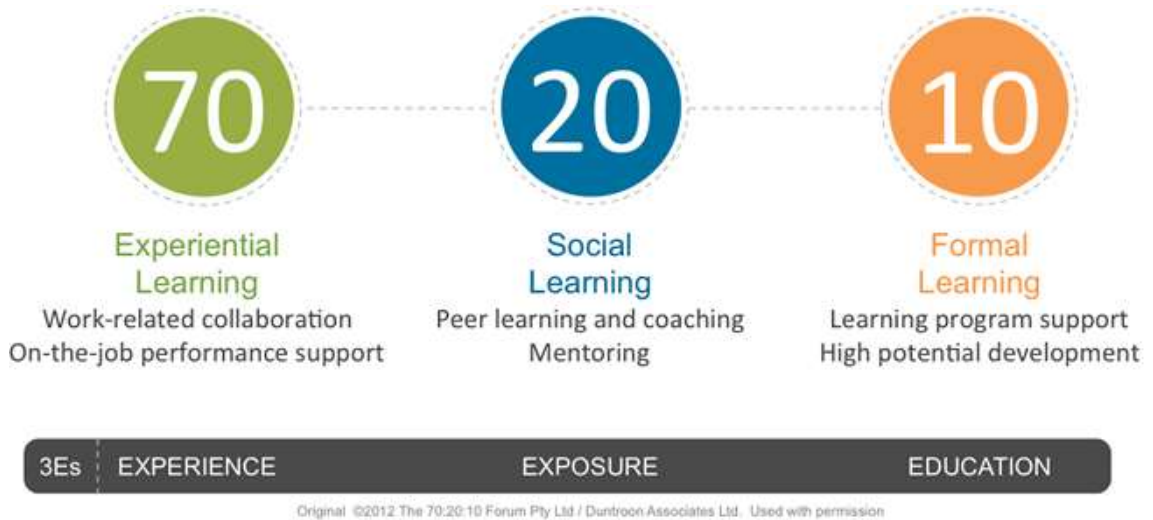 70
20
10
Experiential
Learning
Work-related collaboration
On-the-job performance support
Social
Learning
Peer learning and coaching
Mentoring
Formal
Learning
Learning program support
High potential development
3Es EXPERIENCE EXPOSURE EDUCATION
Original ©2012 The 70:20:10 Forum Pty Ltd / Duntroon Associates Ltd. Used with permission